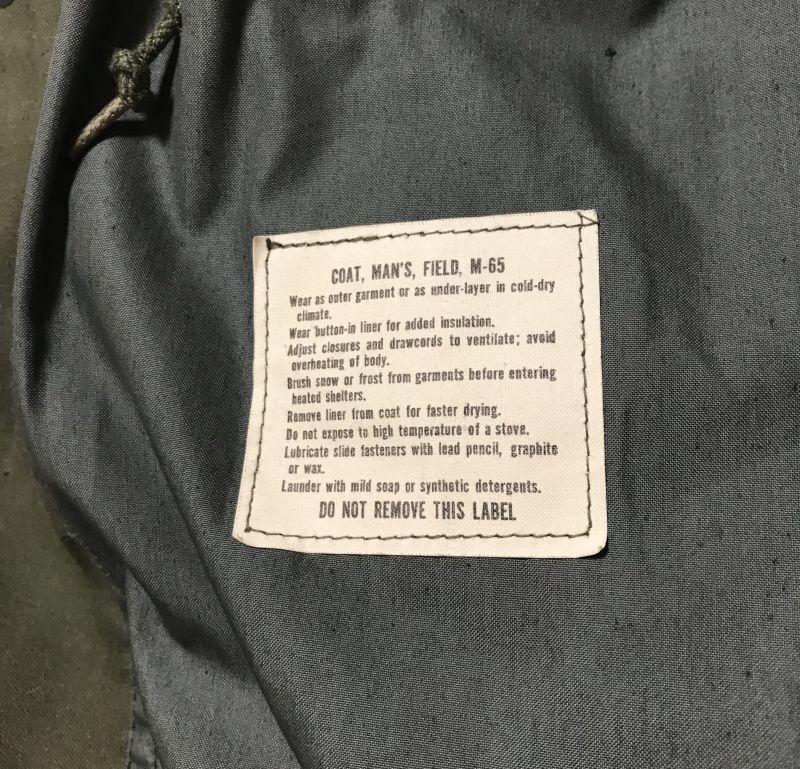 COAT, MAN'S, FIELD, M-65
Wear as outer garment or as under-layer in cold-dry
climate.
Wear button-in liner for added insulation.
Adjust closures and drawcords to ventilate; avoid
overheating of body.
Brush snow or frost from garments before entering
heated shelters.
Remove liner from coat for faster drying.
Do not expose to high temperature of a stove.
Lubricate slide fasteners with lead pencil, graphite
or wax.
Launder with mild soap or synthetic detergents.
DO NOT REMOVE THIS LABEL